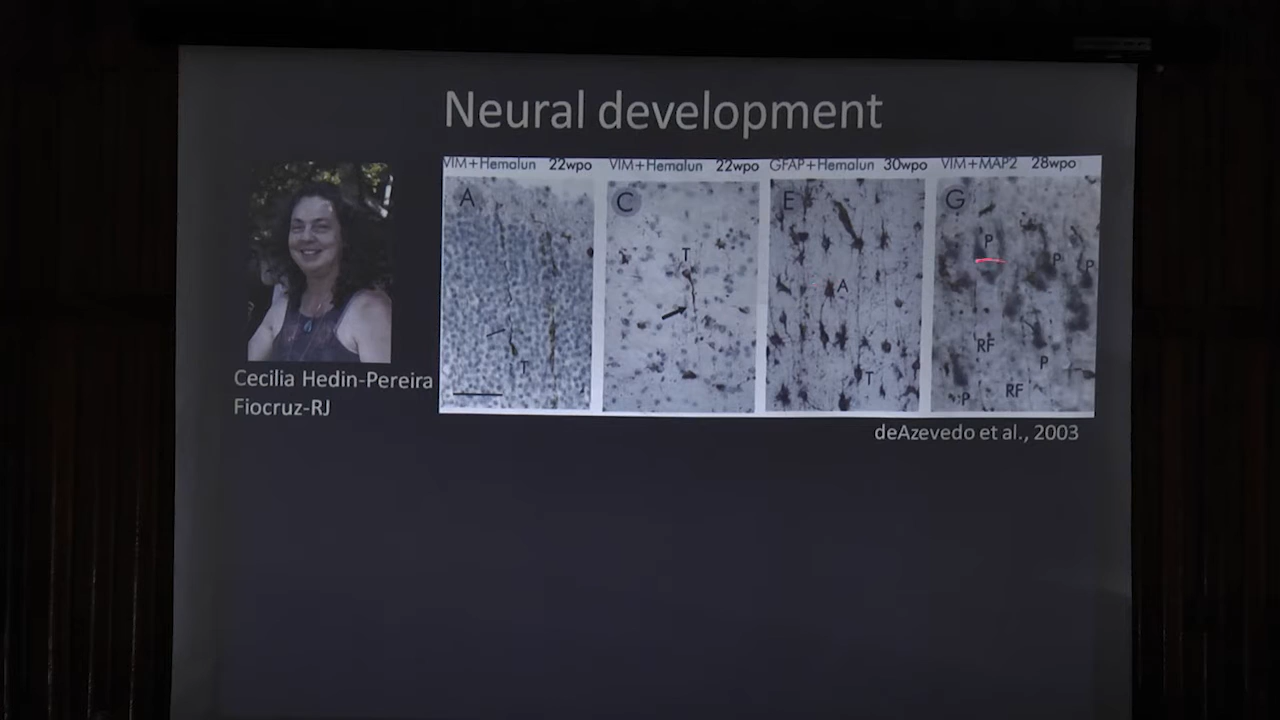 Neural development
VIM+Hemalun 22wpo
VIM+Hemalun 22wpo
GFAP+Hemalun 30wpo
VIM+MAP2 28wpo
A
T
C
T
E
A
T
G
P
P
P
RF
P
RF
P
Cecilia Hedin-Pereira
Fiocruz-RJ
deAzevedo et al., 2003